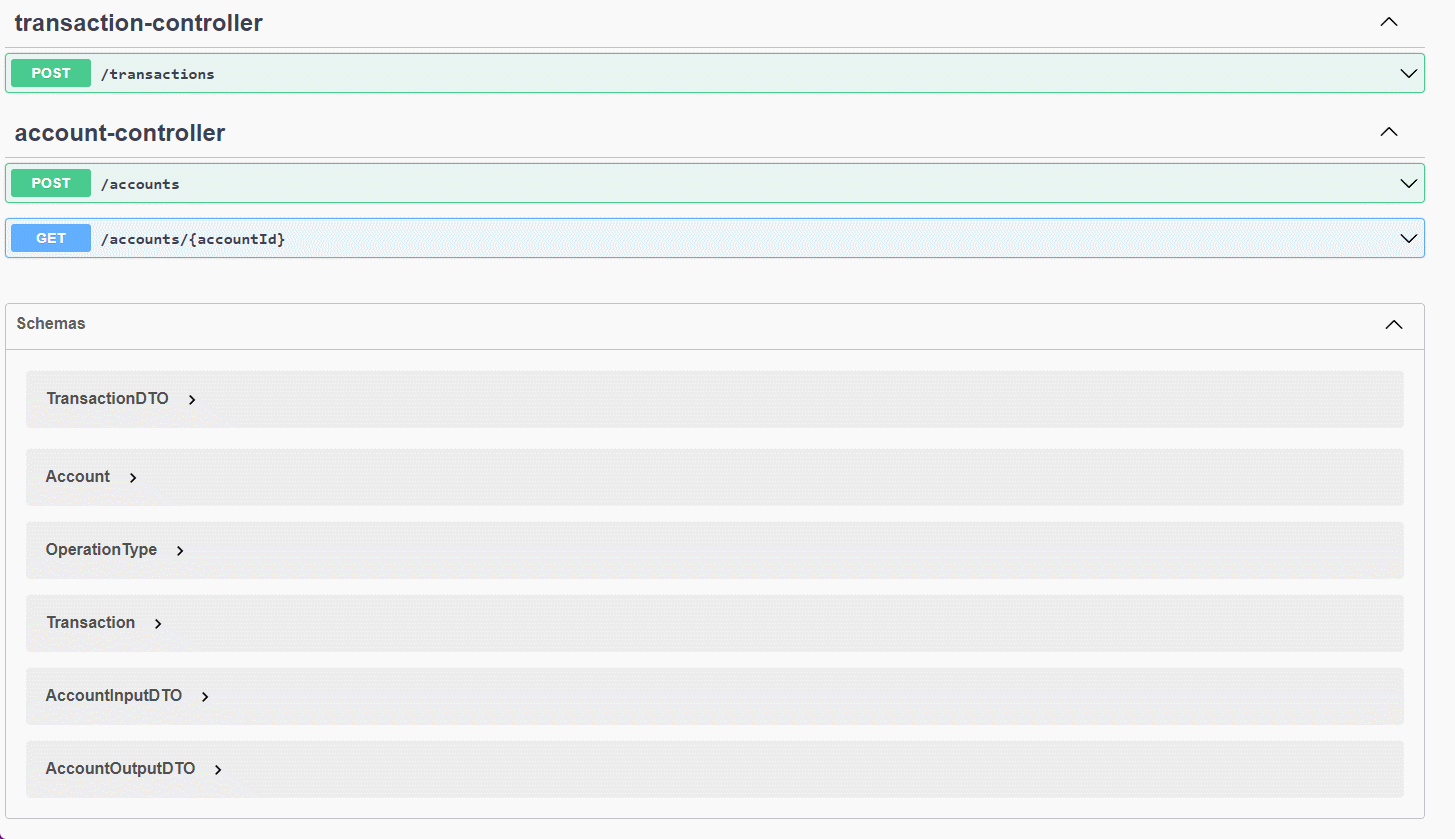 transaction-controller
POST /transactions
account-controller
POST /accounts
GET /accounts/{accountId}
Schemas
TransactionDTO
Account
OperationType
Transaction
AccountInputDTO
AccountOutputDTO